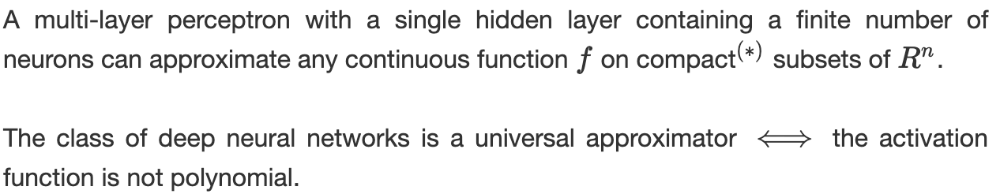 A multi-layer perceptron with a single hidden layer containing a finite number of
neurons can approximate any continuous function f on compact(*) subsets of Rⁿ.
The class of deep neural networks is a universal approximator ⟺ the activation
function is not polynomial.